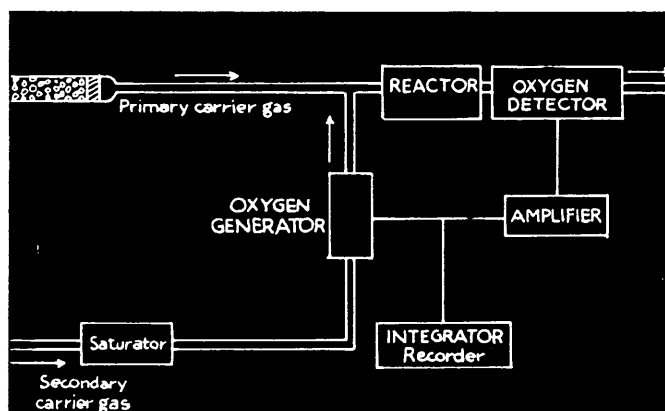 REACTOR
OXYGEN
DETECTOR
Primary carrier gas
OXYGEN
GENERATOR
AMPLIFIER
Saturator
INTEGRATOR
Recorder
Secondary
carrier gas